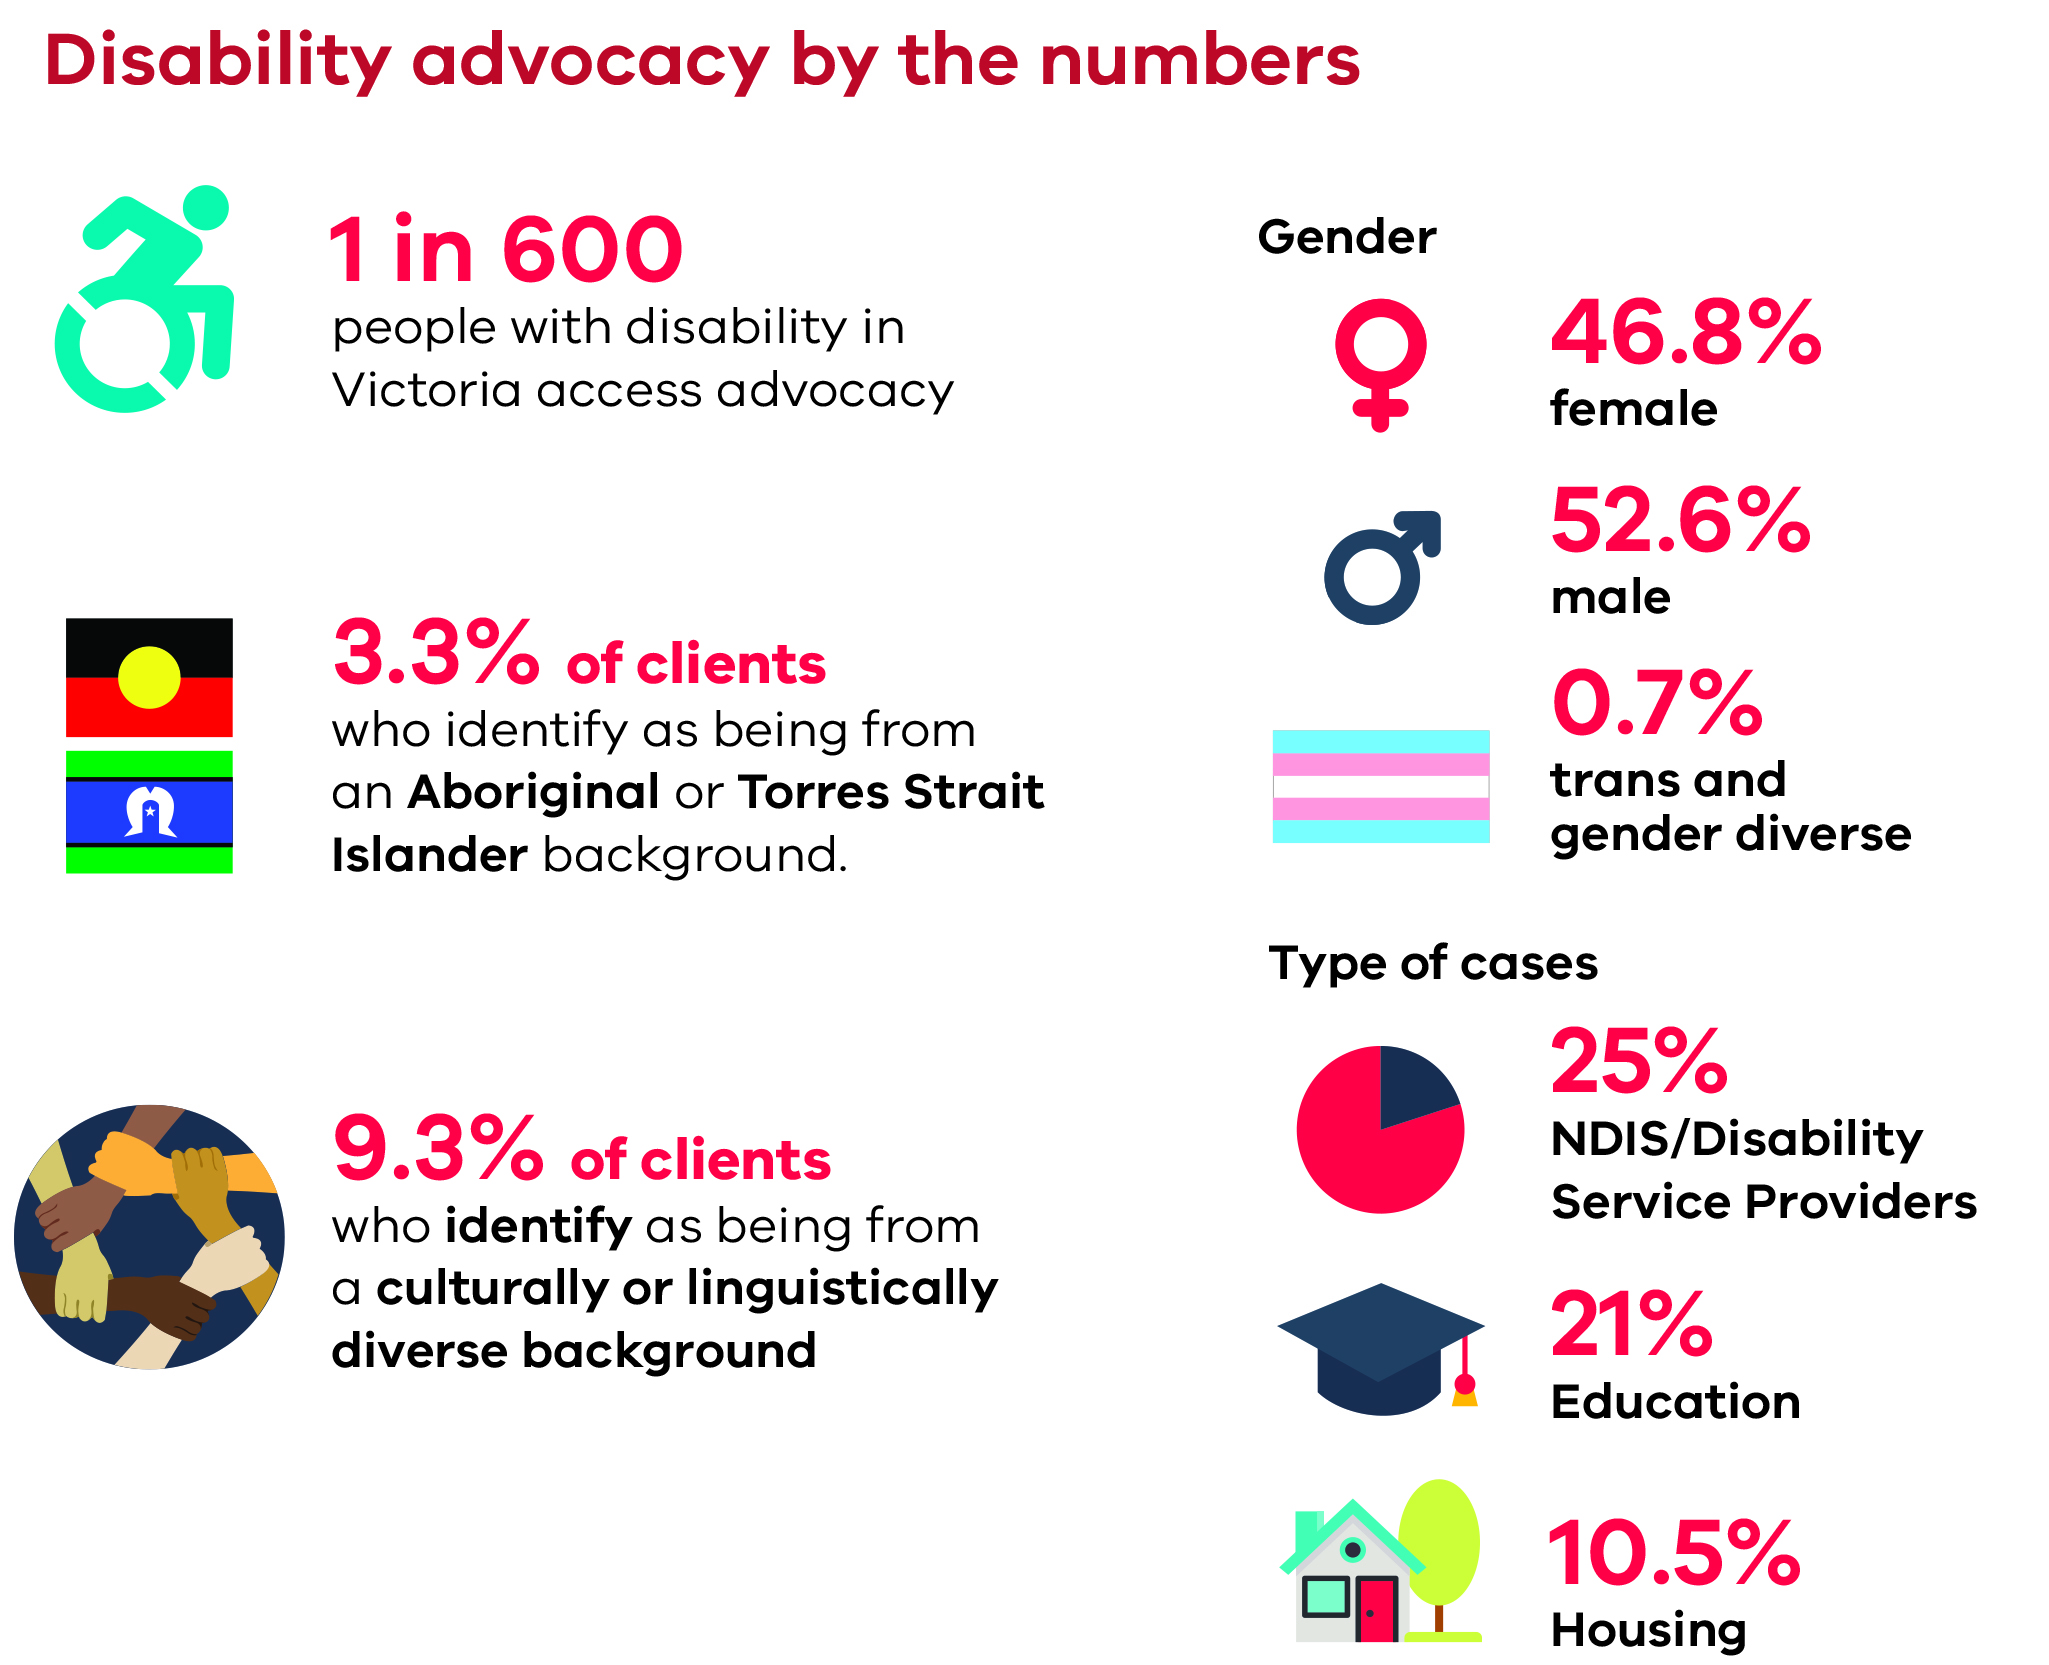 Disability advocacy by the numbers
1 in 600
people with disability in
Victoria access advocacy
3.3% of clients
who identify as being from
an Aboriginal or Torres Strait
Islander background.
9.3% of clients
who identify as being from
a culturally or linguistically
diverse background
Gender
46.8%
female
52.6%
male
0.7%
trans and
gender diverse
Type of cases
25%
NDIS/Disability
Service Providers
21%
Education
10.5%
Housing